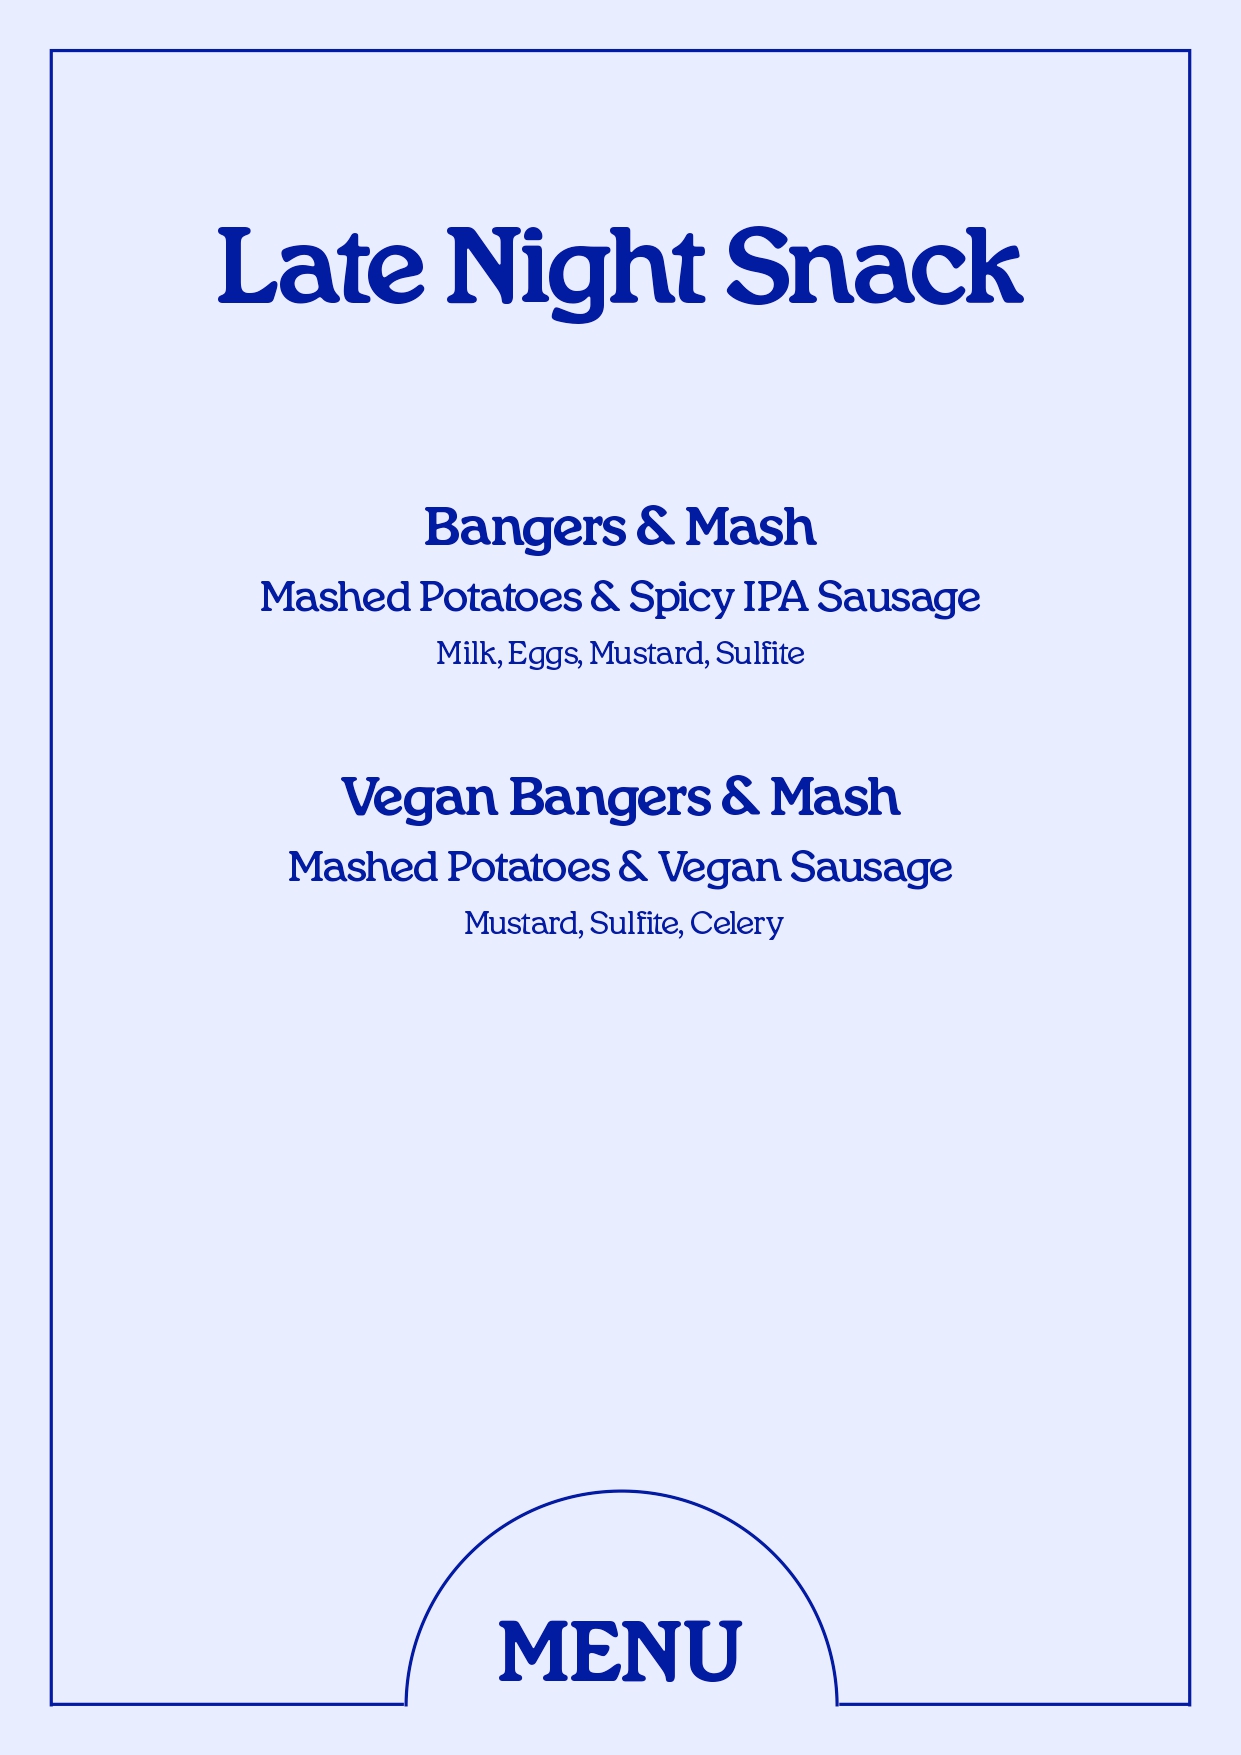 Late Night Snack
Bangers & Mash
Mashed Potatoes & Spicy IPA Sausage
Milk, Eggs, Mustard, Sulfite
Vegan Bangers & Mash
Mashed Potatoes & Vegan Sausage
Mustard, Sulfite, Celery
MENU